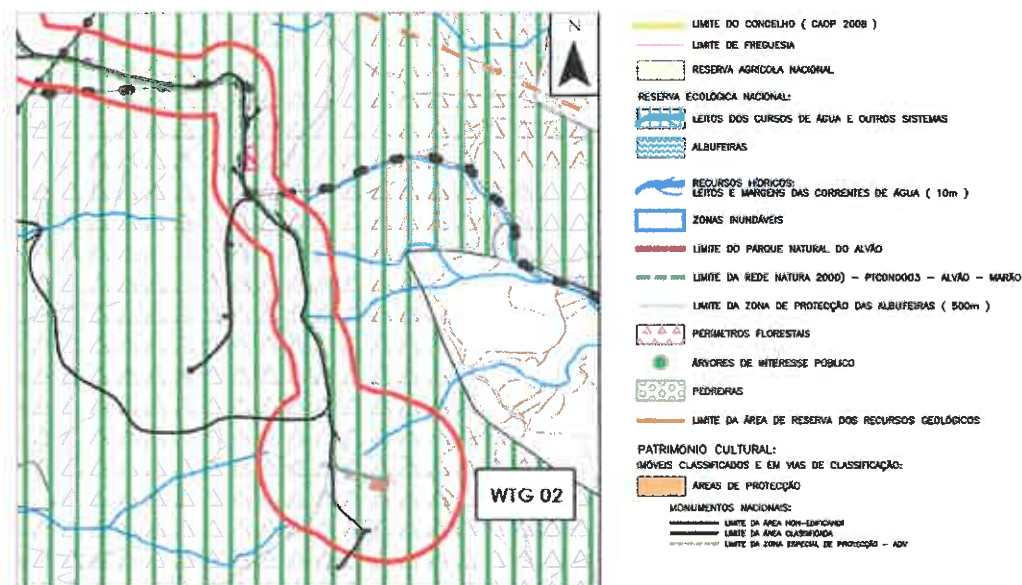 N
WTG 02
LIMITE DO CONCELHO ( CAOP 2008 )
LIMITE DE FREGUESIA
RESERVA AGRÍCOLA NACIONAL
RESERVA ECOLÓGICA NACIONAL:
LEITOS DOS CURSOS DE ÁGUA E OUTROS SISTEMAS
ALBUFEIRAS
RECURSOS HÍDRICOS:
LEITOS E MARGENS DAS CORRENTES DE ÁGUA ( 10m )
ZONAS INUNDÁVEIS
LIMITE DO PARQUE NATURAL DO ALVÃO
LIMITE DA REDE NATURA 2000) - PTCON0003 - ALVÃO - MARÃO
LIMITE DA ZONA DE PROTECÇÃO DAS ALBUFEIRAS ( 500m )
PERÍMETROS FLORESTAIS
ÁRVORES DE INTERESSE PÚBLICO
PEDREIRAS
LIMITE DA ÁREA DE RESERVA DOS RECURSOS GEOLÓGICOS
PATRIMÓNIO CULTURAL:
IMÓVEIS CLASSIFICADOS E EM VIAS DE CLASSIFICAÇÃO:
ÁREAS DE PROTECÇÃO
MONUMENTOS NACIONAIS:
LIMITE DA ÁREA NON-EDIFICANDI
LIMITE DA ÁREA CLASSIFICADA
LIMITE DA ZONA ESPECIAL DE PROTECÇÃO - ADV